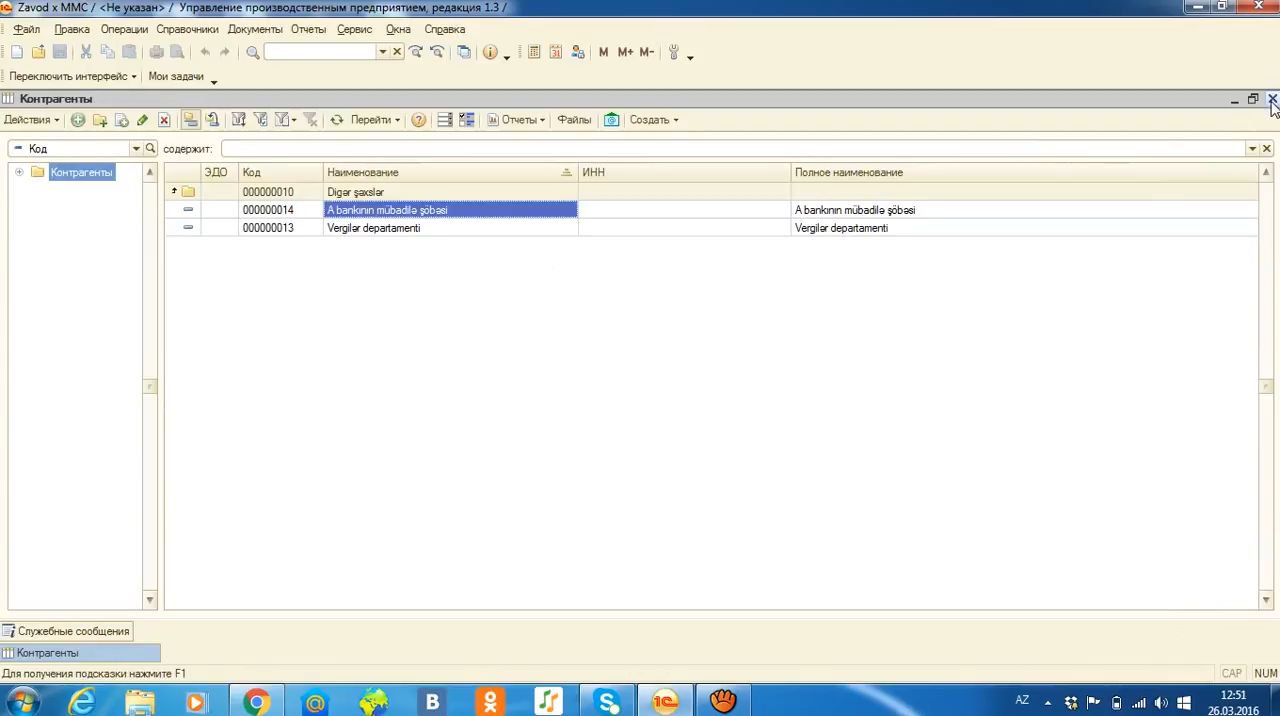 Zavod x MMC / <Не указан> / Управление производственным предприятием, редакция 1.3 /
Файл Правка Операции Справочники Документы Отчеты Сервис Окна Справка
M M+ M-
Переключить интерфейс Мои задачи
Контрагенты
Действия Перейти Отчеты Файлы Создать
Код содержит:
Контрагенты
ЭДО Код Наименование ИНН Полное наименование
000000010 Digər şəxslər
000000014 A bankının mübadilə şöbəsi A bankının mübadilə şöbəsi
000000013 Vergilər departamenti Vergilər departamenti
Служебные сообщения
Контрагенты
Для получения подсказки нажмите F1 CAP NUM
AZ 12:51
26.03.2016